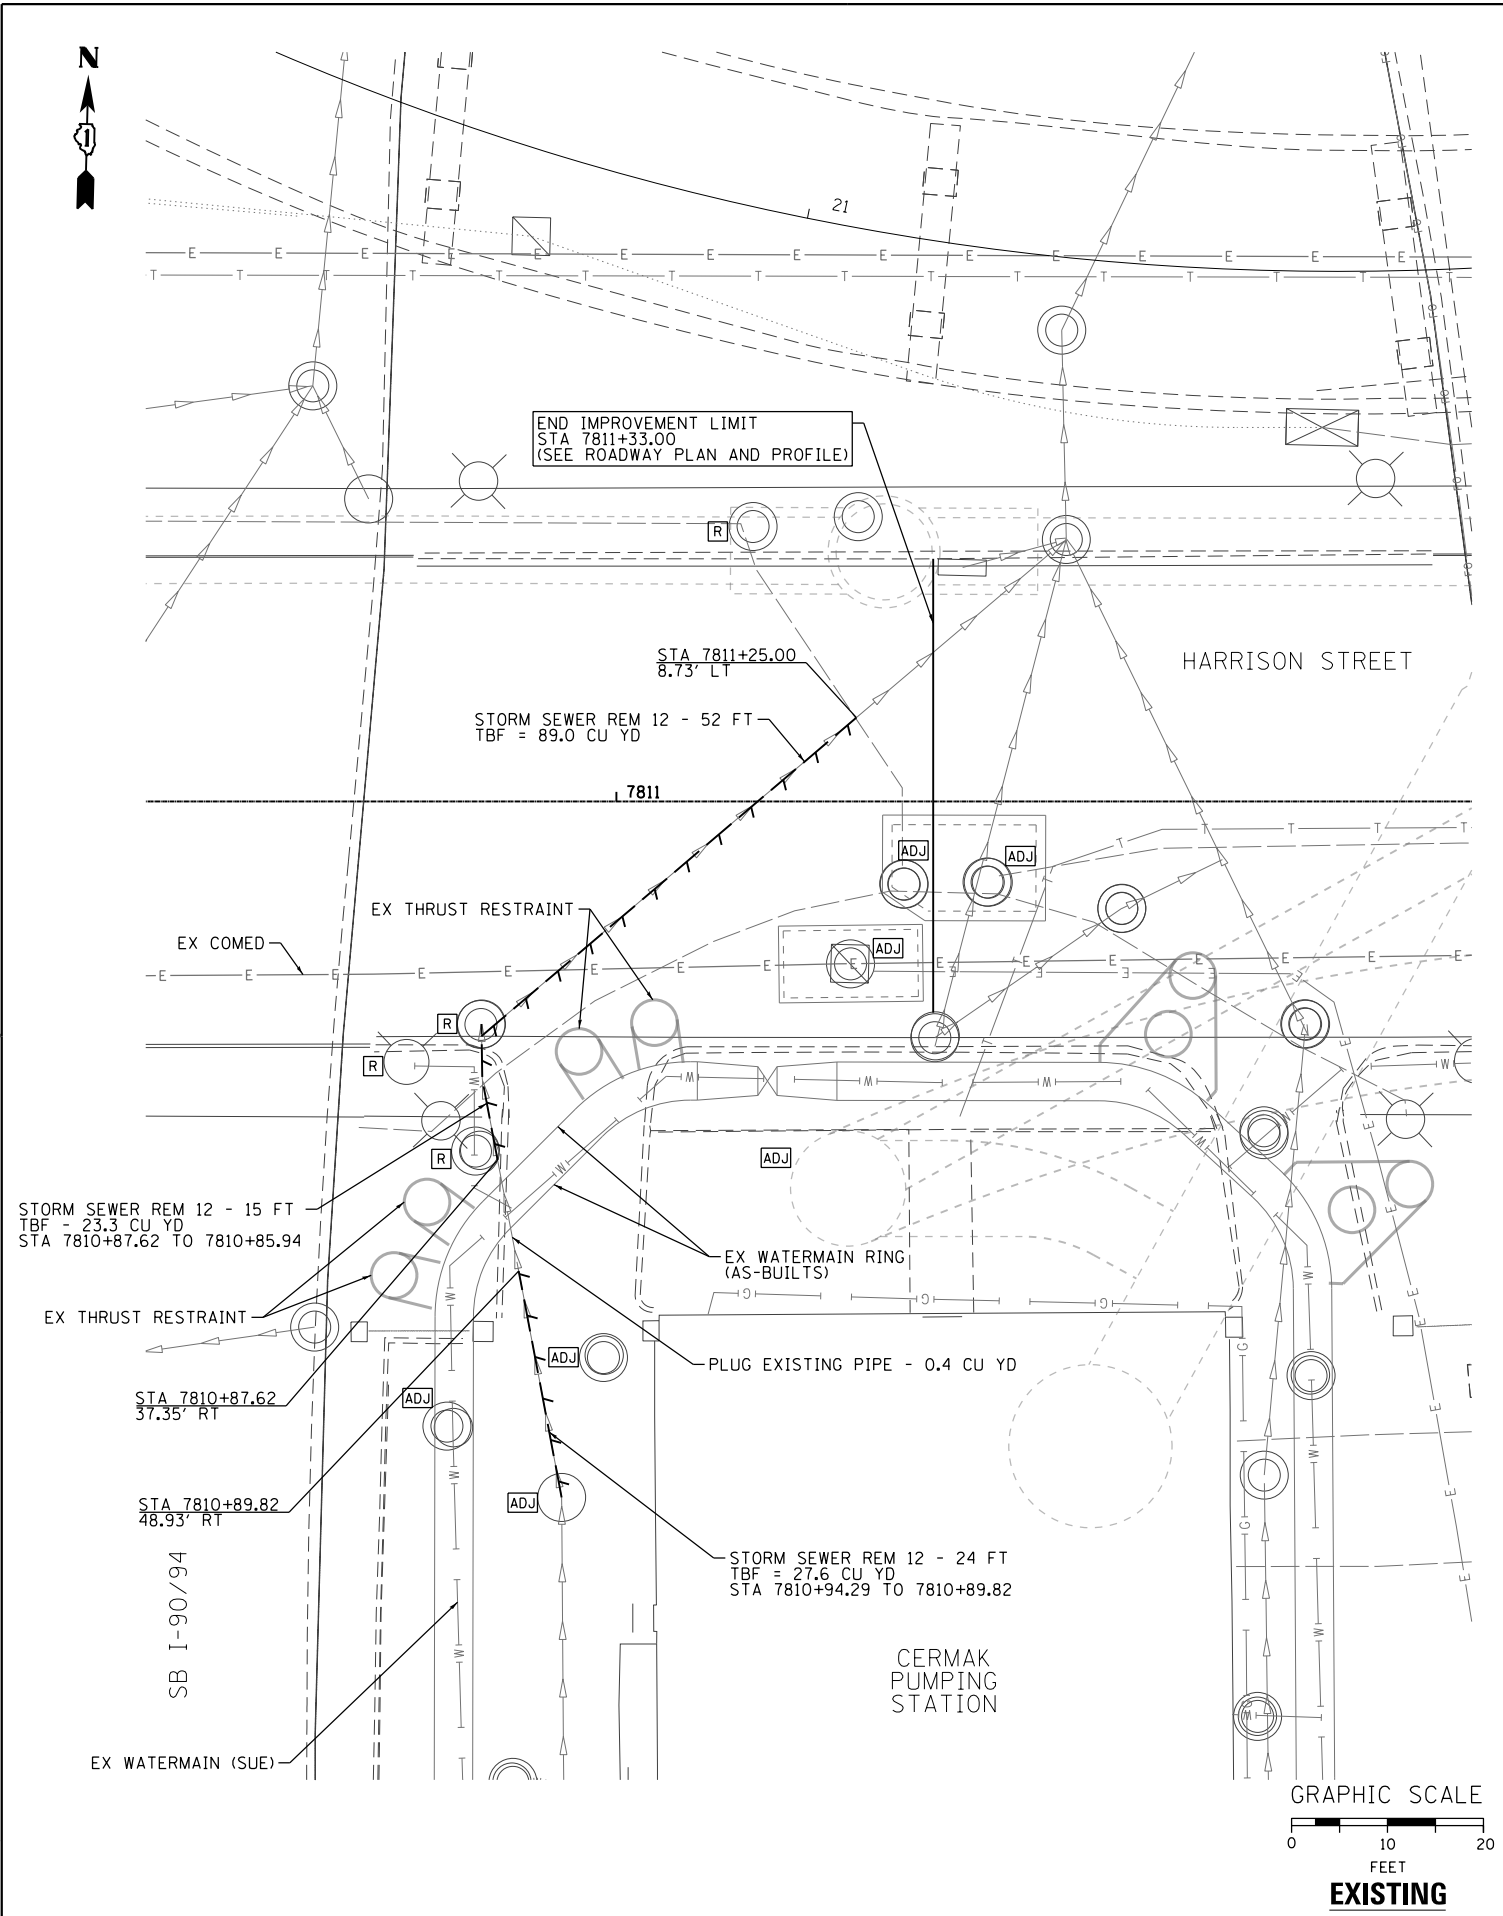 N
1
21
END IMPROVEMENT LIMIT
STA 7811+33.00
(SEE ROADWAY PLAN AND PROFILE)
R
STA 7811+25.00
8.73' LT
HARRISON STREET
STORM SEWER REM 12 - 52 FT
TBF = 89.0 CU YD
7811
ADJ
ADJ
EX THRUST RESTRAINT
EX COMED
ADJ
R
R
R
ADJ
STORM SEWER REM 12 - 15 FT
TBF - 23.3 CU YD
STA 7810+87.62 TO 7810+85.94
EX WATERMAIN RING
(AS-BUILTS)
EX THRUST RESTRAINT
ADJ
PLUG EXISTING PIPE - 0.4 CU YD
STA 7810+87.62
37.35' RT
ADJ
STA 7810+89.82
48.93' RT
ADJ
STORM SEWER REM 12 - 24 FT
TBF = 27.6 CU YD
STA 7810+94.29 TO 7810+89.82
SB I-90/94
CERMAK
PUMPING
STATION
EX WATERMAIN (SUE)
GRAPHIC SCALE
0 10 20
FEET
EXISTING